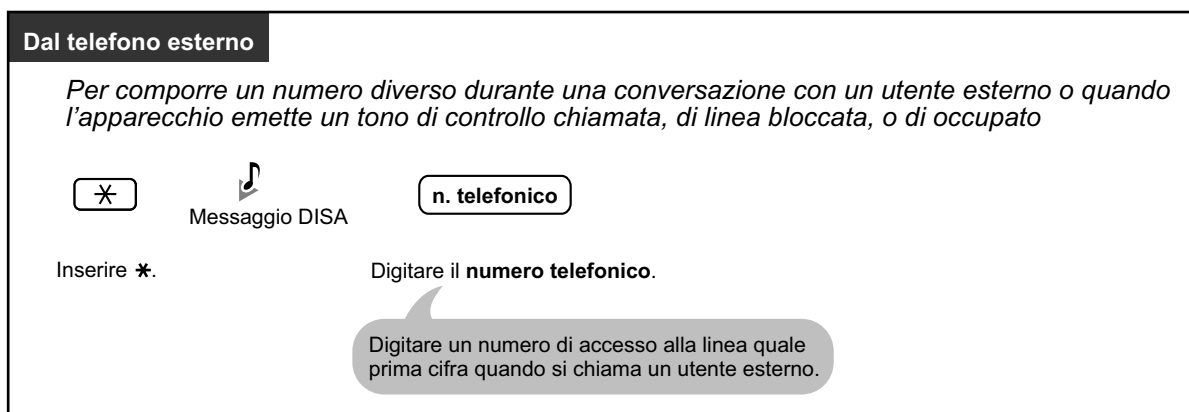 Dal telefono esterno
Per comporre un numero diverso durante una conversazione con un utente esterno o quando
l'apparecchio emette un tono di controllo chiamata, di linea bloccata, o di occupato
n. telefonico
Messaggio DISA
Inserire ✱.
Digitare il numero telefonico.
Digitare un numero di accesso alla linea quale
prima cifra quando si chiama un utente esterno.